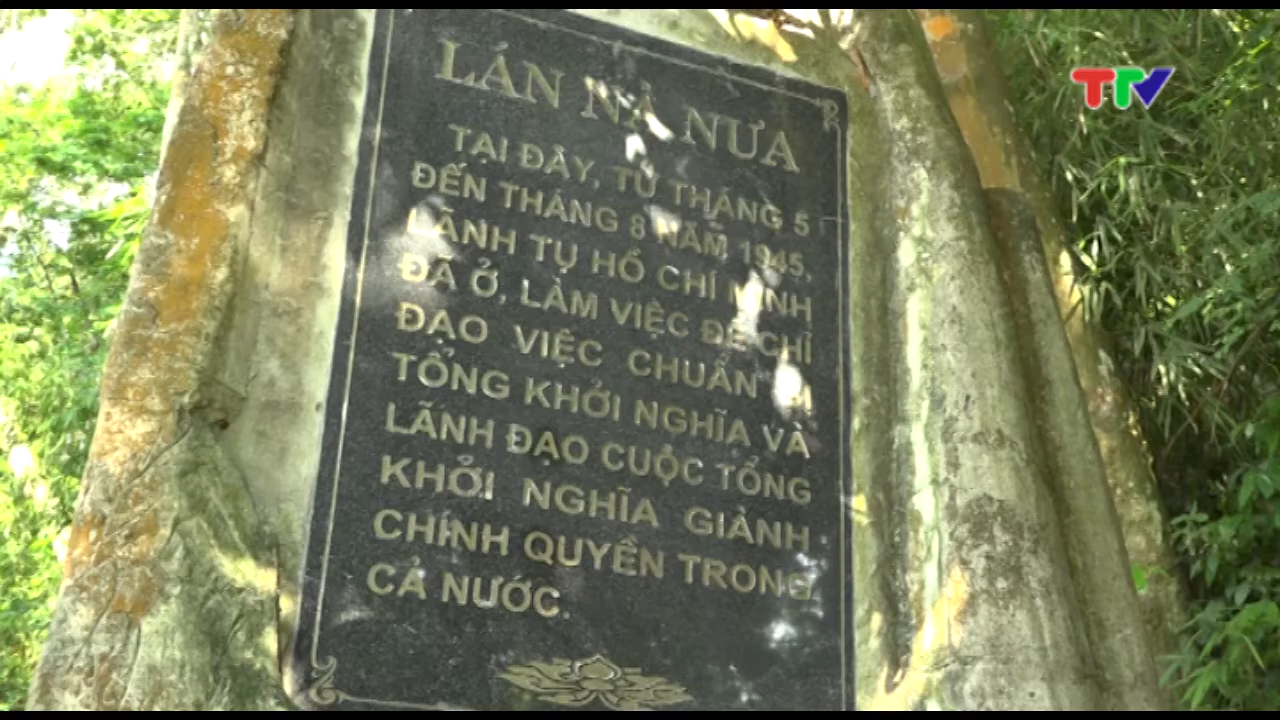 TTV
LÁN NÀ NƯA
TẠI ĐÂY, TỪ THÁNG 5
ĐẾN THÁNG 8 NĂM 1945,
LÃNH TỤ HỒ CHÍ MINH
ĐÃ Ở, LÀM VIỆC ĐỂ CHỈ
ĐẠO VIỆC CHUẨN BỊ
TỔNG KHỞI NGHĨA VÀ
LÃNH ĐẠO CUỘC TỔNG
KHỞI NGHĨA GIÀNH
CHÍNH QUYỀN TRONG
CẢ NƯỚC.